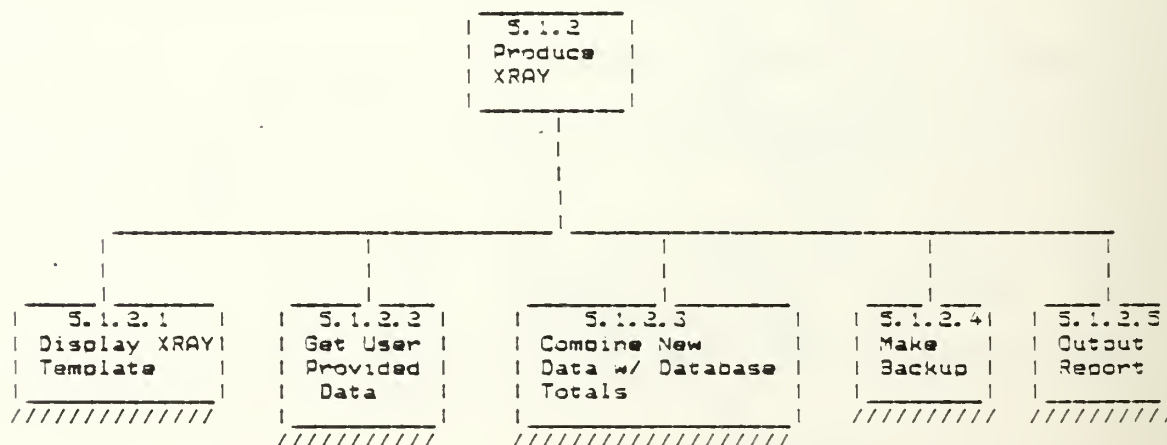 5.1.2
Produce
XRAY
5.1.2.1
Display XRAY
Template
5.1.2.2
Get User
Provided
Data
5.1.2.3
Combine New
Data w/ Database
Totals
5.1.2.4
Make
Backup
5.1.2.5
Output
Report